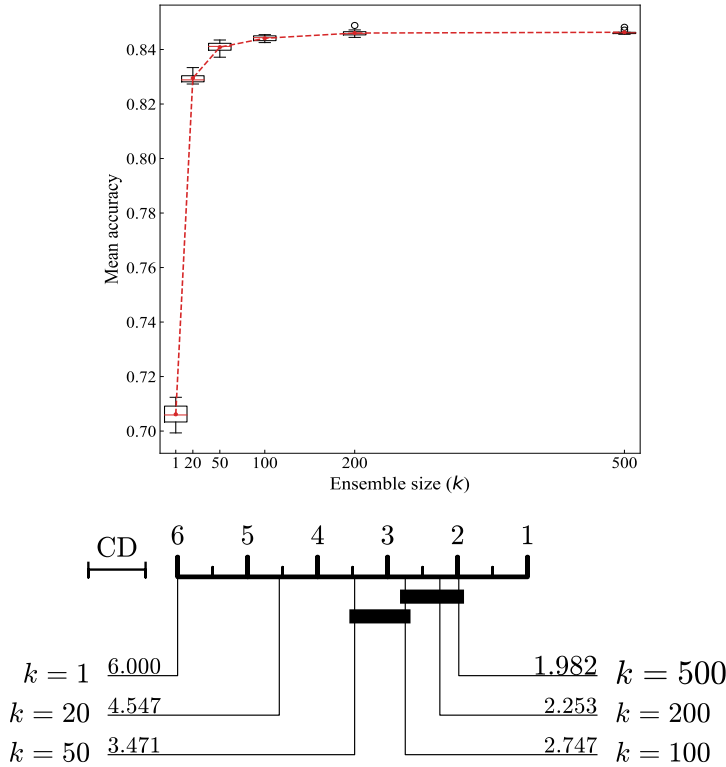 0.84
0.82
0.80
0.78
0.76
0.74
0.72
0.70
Mean accuracy
1 20 50 100 200 500
Ensemble size (k)
CD
6 5 4 3 2 1
k = 1 6.000
1.982 k = 500
k = 20 4.547
2.253 k = 200
k = 50 3.471
2.747 k = 100